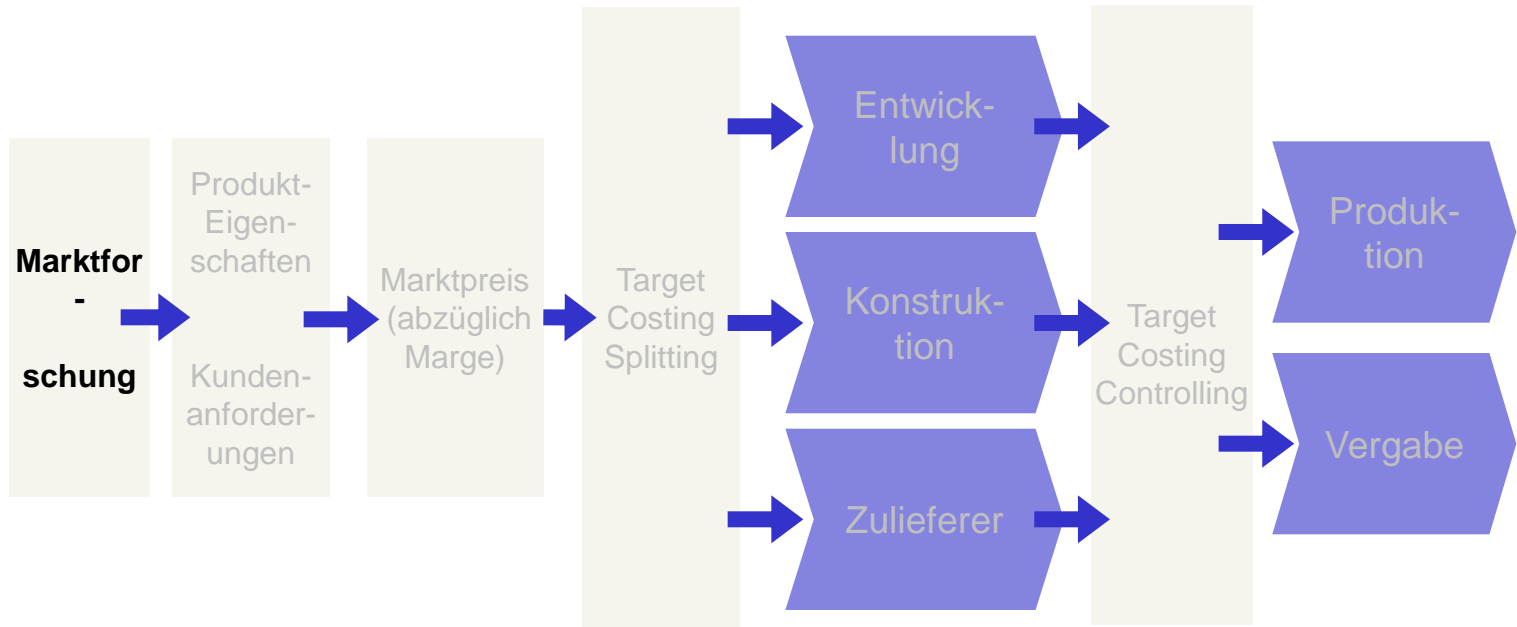 Marktfor
-
schung
Produkt-
Eigen-
schaften
Kunden-
anforder-
ungen
Marktpreis
(abzüglich
Marge)
Target
Costing
Splitting
Entwick-
lung
Konstruk-
tion
Zulieferer
Target
Costing
Controlling
Produk-
tion
Vergabe